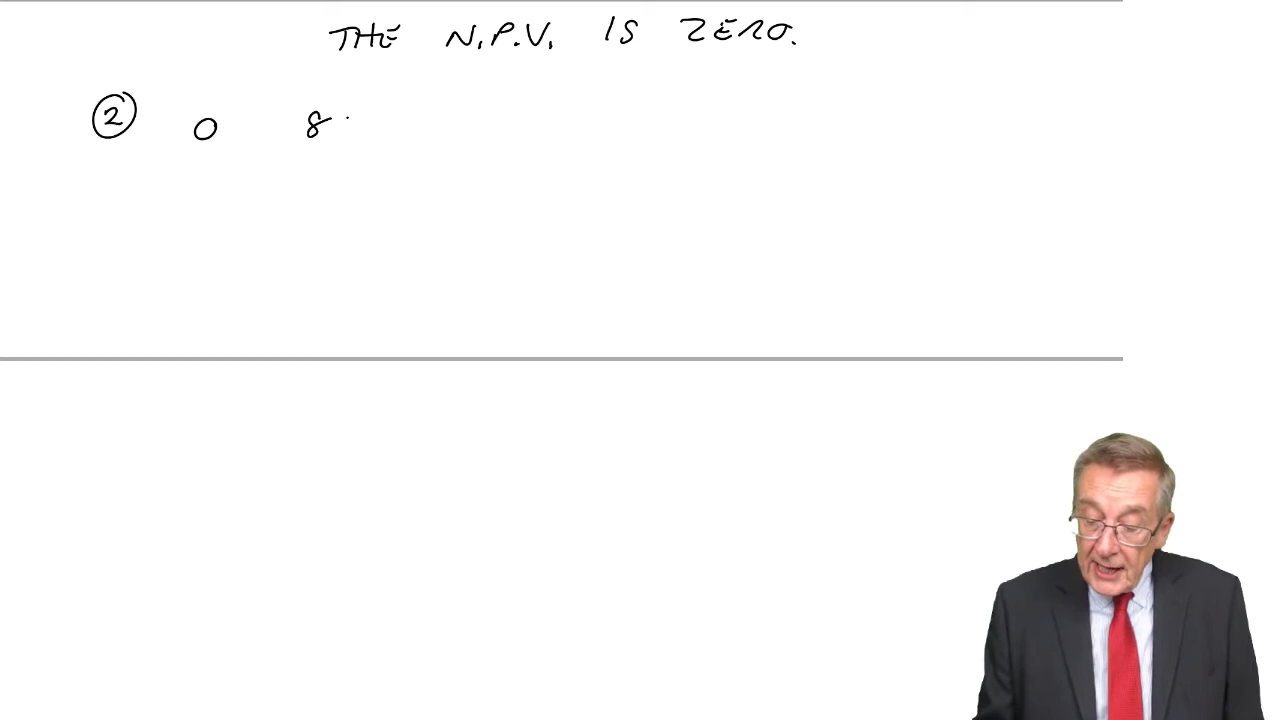 THE N.P.V. IS ZERO.
② 0 8